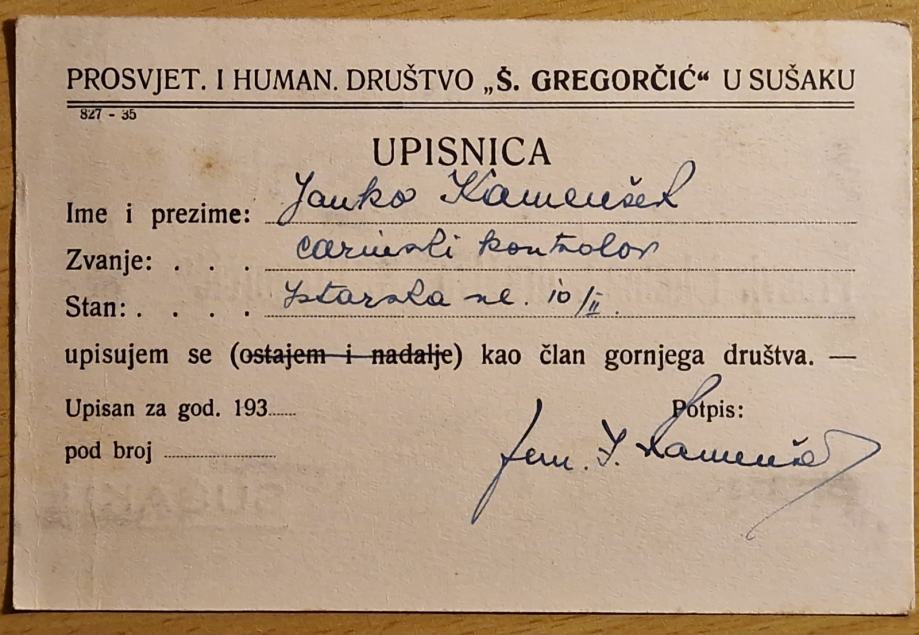 PROSVJET. I HUMAN. DRUŠTVO „Š. GREGORČIĆ“ U SUŠAKU
827 - 35
UPISNICA
Ime i prezime: Janko Kamenšek
Zvanje: . . . carinski kontrolor
Stan: . . . . Istarska ul. 10/II.
upisujem se (ostajem i nadalje) kao član gornjega društva. —
Upisan za god. 193......
Potpis:
pod broj ....................
J. Kamenše